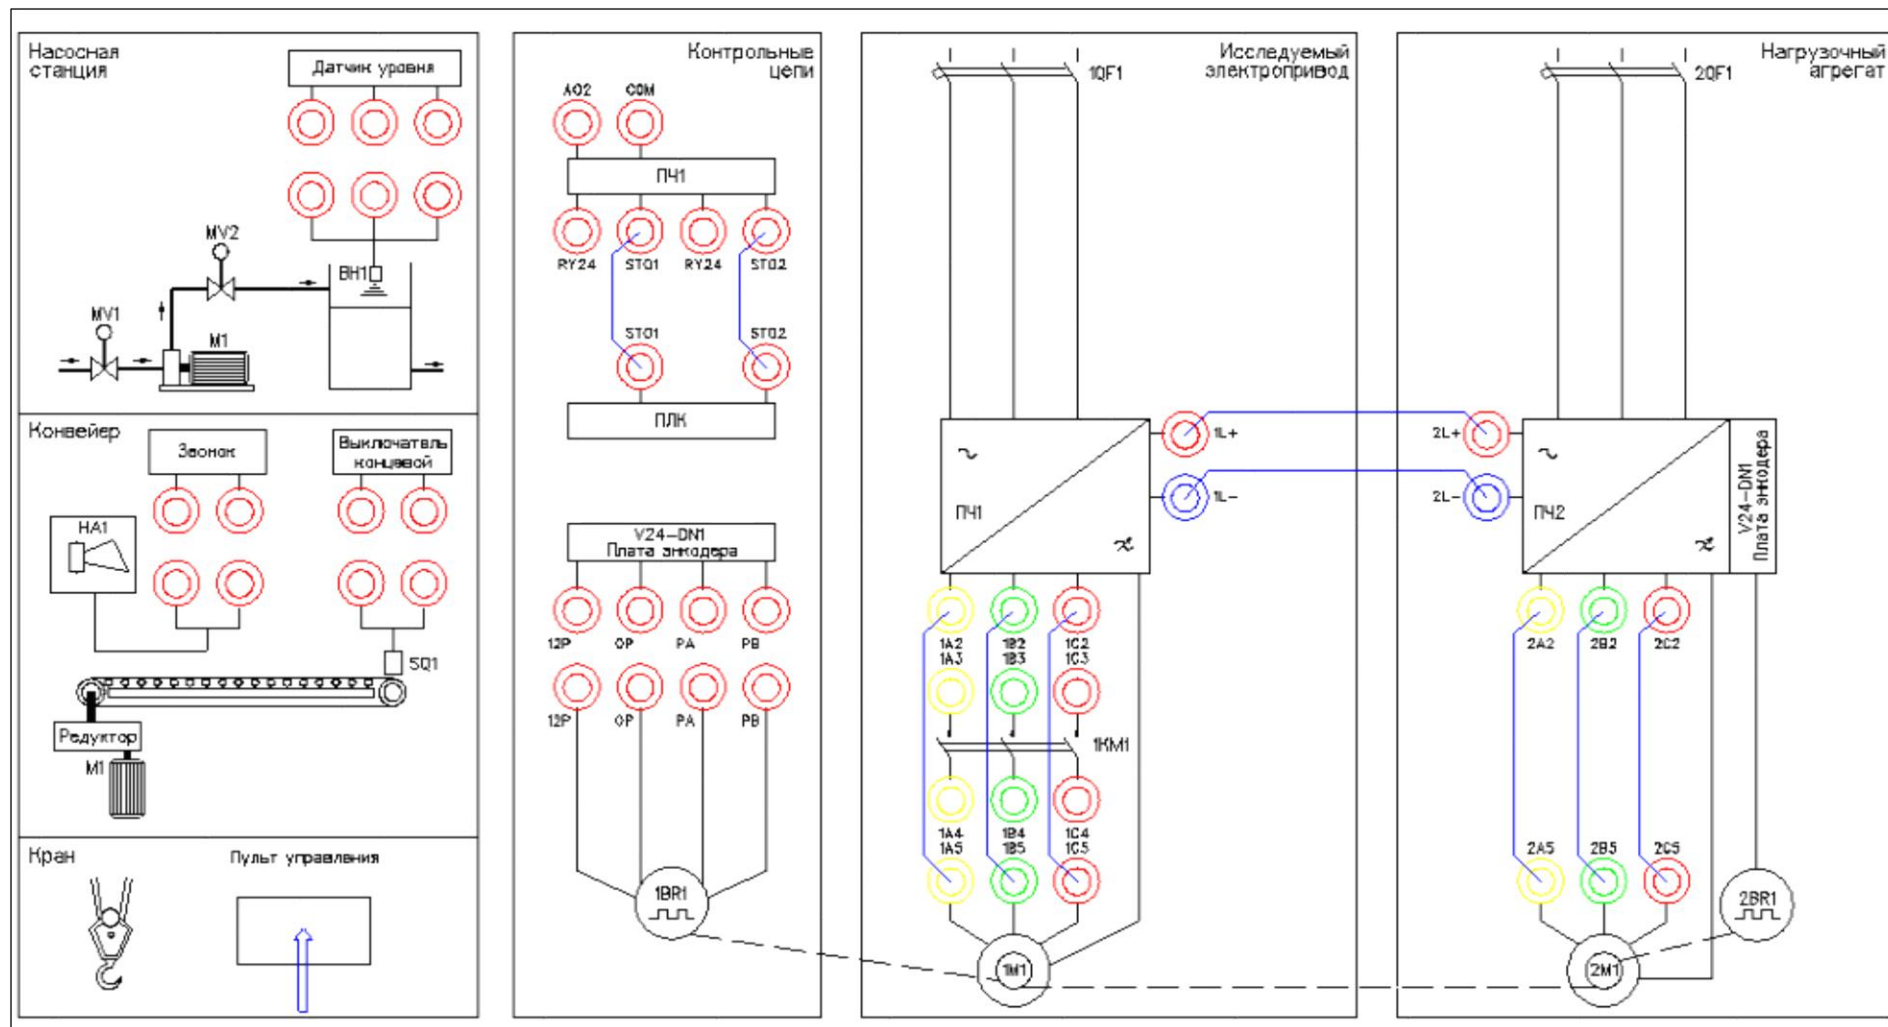 Насосная
станция
Датчик уровня
MV2
BH1
MV1
M1
Конвейер
Звонок
Выключатель
концевой
HA1
SQ1
Редуктор
M1
Кран
Пульт управления
Контрольные
цепи
AO2 COM
ПЧ1
RY24 STO1 RY24 STO2
STO1 STO2
ПЛК
V24-DN1
Плата энкодера
12P OP PA PB
12P OP PA PB
1BR1
Исследуемый
электропривод
1QF1
1L+
1L-
ПЧ1
1A2 1B2 1C2
1A3 1B3 1C3
1KM1
1A4 1B4 1C4
1A5 1B5 1C5
1M1
Нагрузочный
агрегат
2QF1
2L+
2L-
ПЧ2
V24-DN1
Плата энкодера
2A2 2B2 2C2
2A5 2B5 2C5
2BR1
2M1